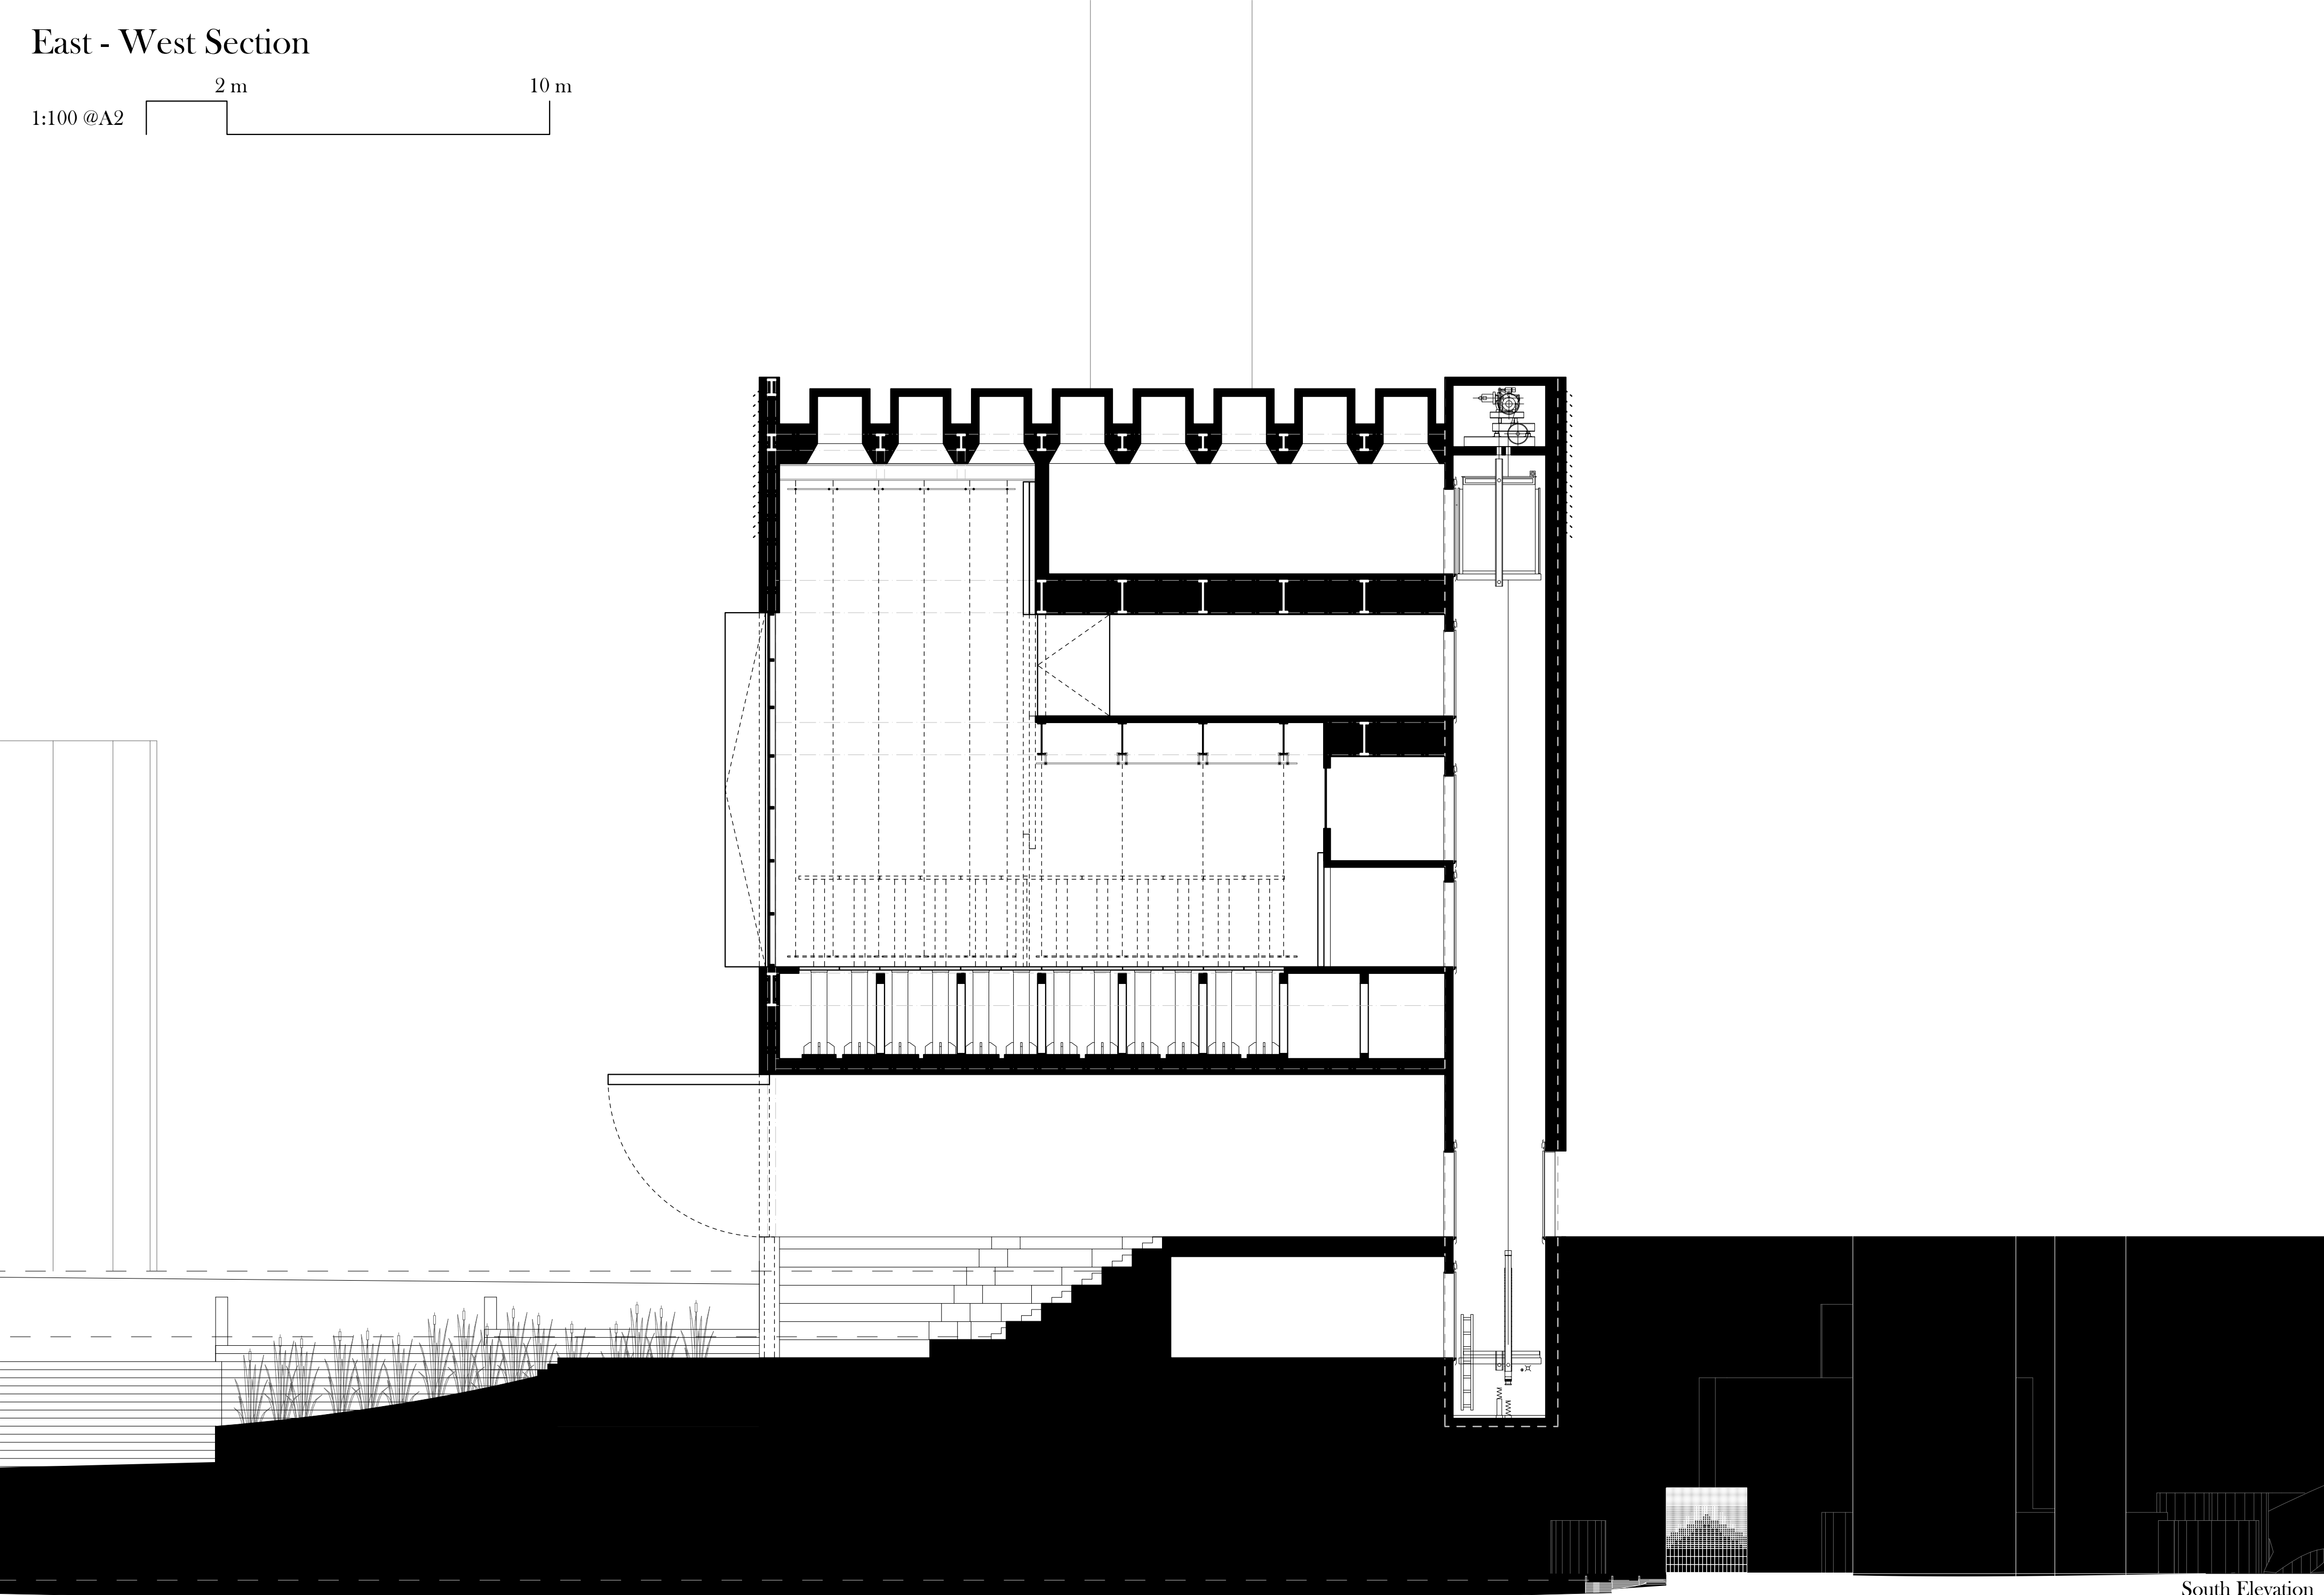 East - West Section
2 m
10 m
1:100 @A2
South Elevation